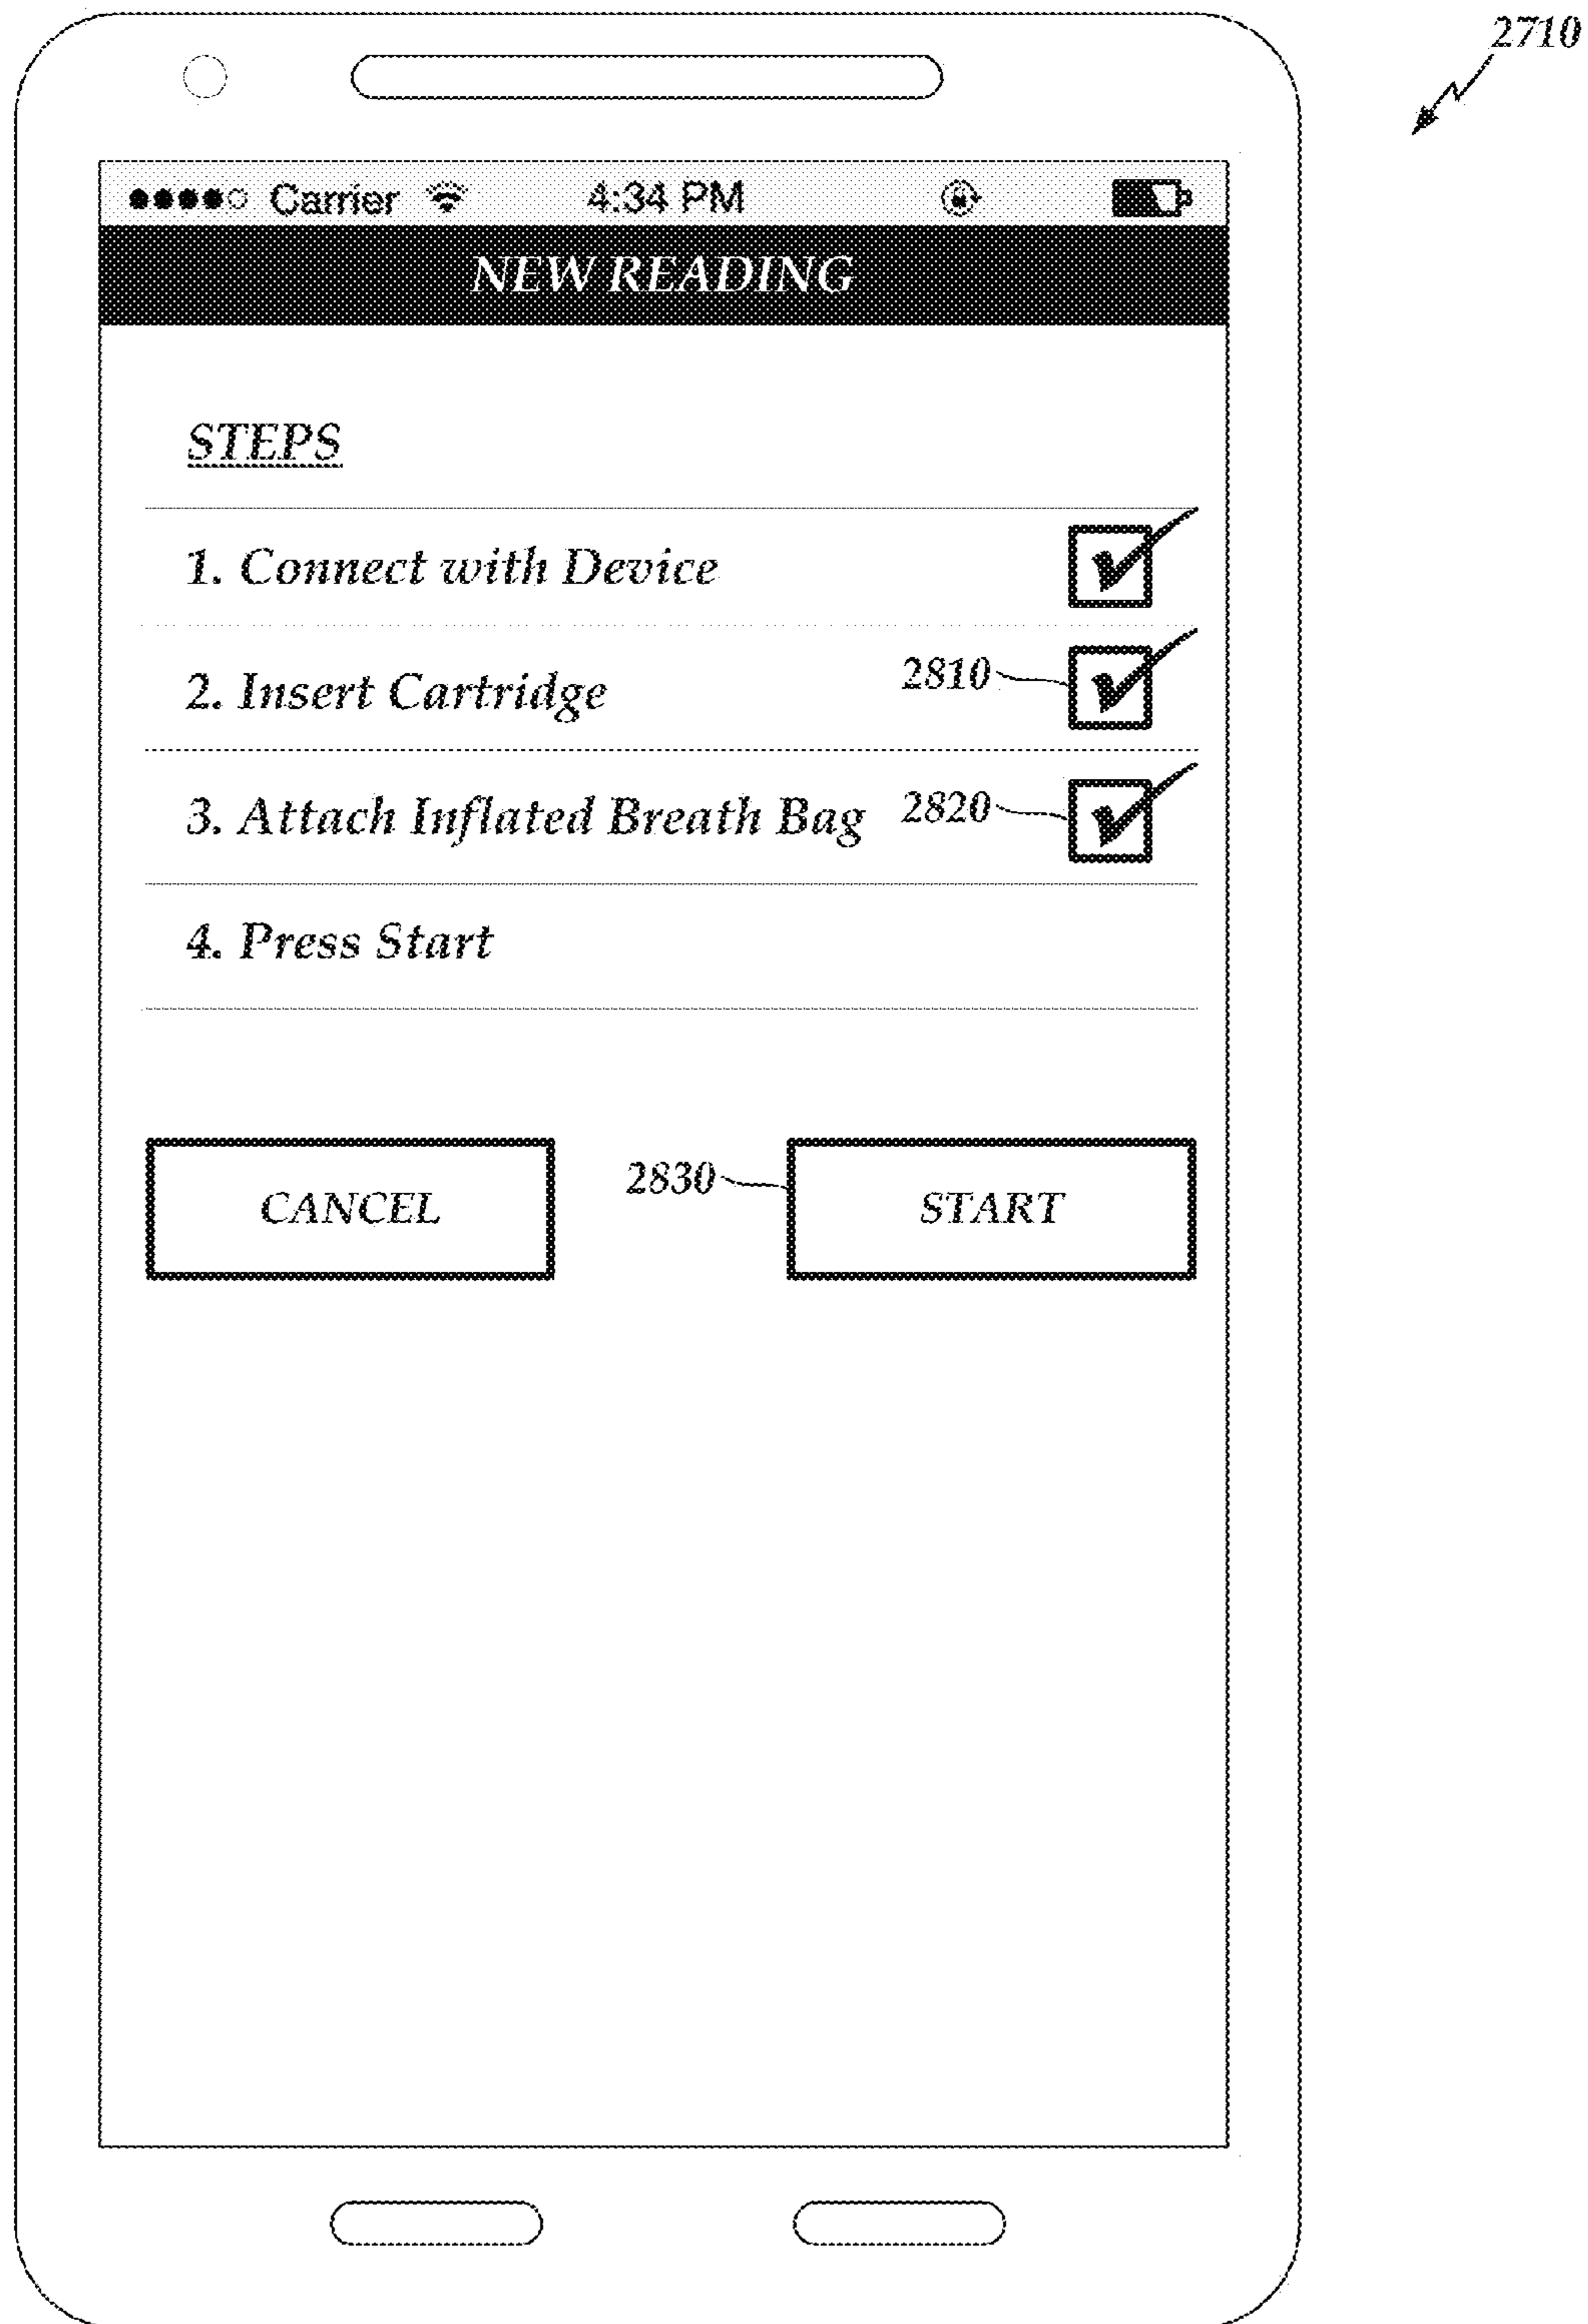 2710
Carrier 4:34 PM
NEW READING
STEPS
1. Connect with Device
2. Insert Cartridge 2810
3. Attach Inflated Breath Bag 2820
4. Press Start
CANCEL 2830 START